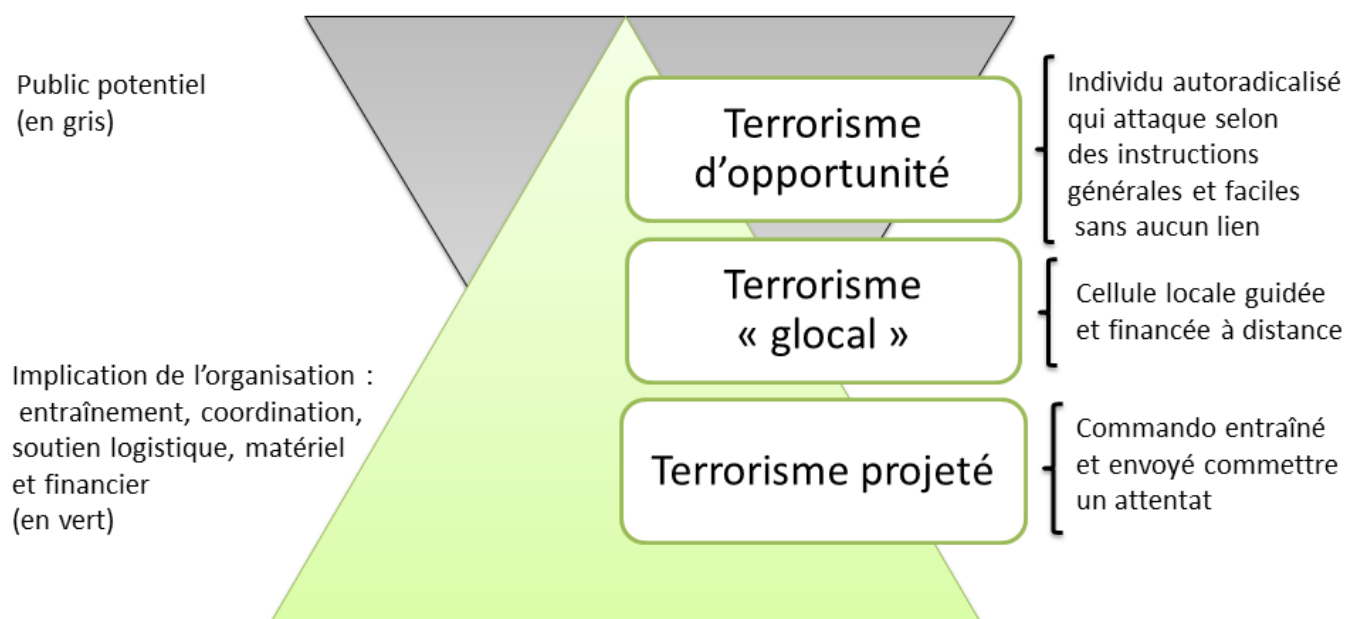 Public potentiel
(en gris)
Terrorisme
d’opportunité
Individu autoradicalisé
qui attaque selon
des instructions
générales et faciles
sans aucun lien
Terrorisme
« glocal »
Cellule locale guidée
et financée à distance
Implication de l’organisation :
entraînement, coordination,
soutien logistique, matériel
et financier
(en vert)
Terrorisme projeté
Commando entraîné
et envoyé commettre
un attentat